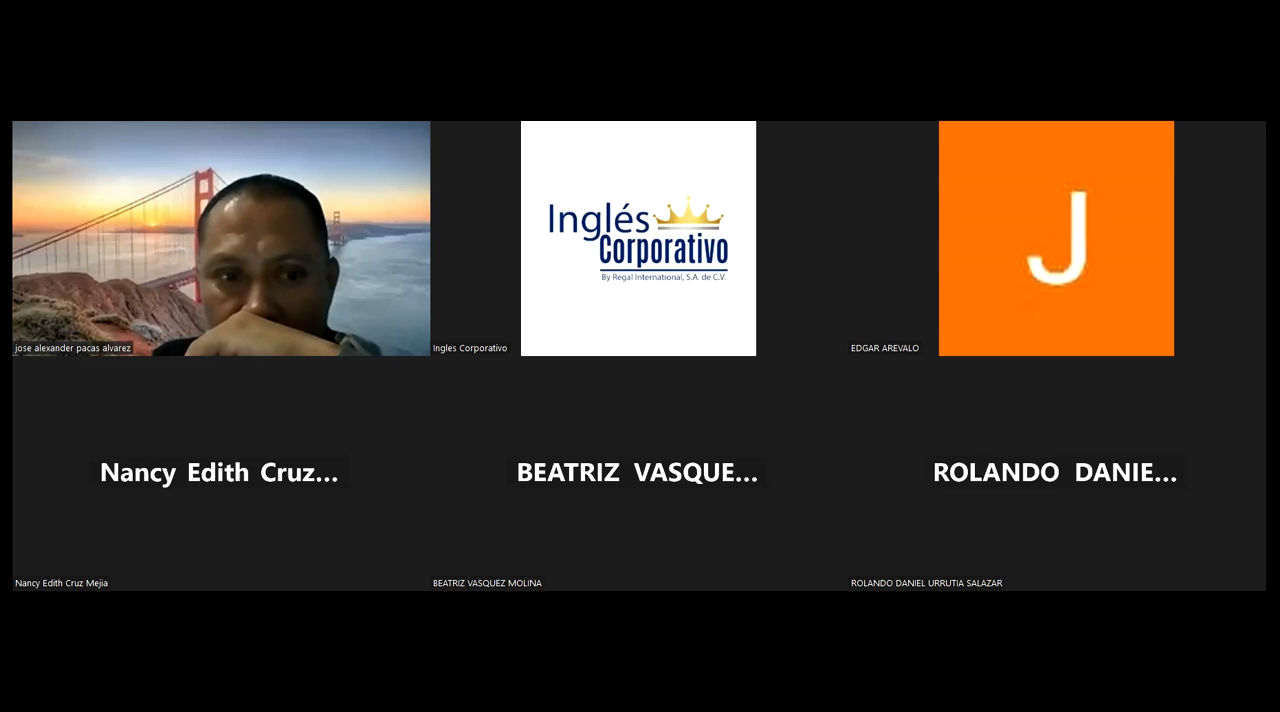 Inglés
Corporativo
By Regal International, S.A. de C.V.
J
jose alexander pacas alvarez
Ingles Corporativo
EDGAR AREVALO
Nancy Edith Cruz...
BEATRIZ VASQUE...
ROLANDO DANIE...
Nancy Edith Cruz Mejia
BEATRIZ VASQUEZ MOLINA
ROLANDO DANIEL URRUTIA SALAZAR